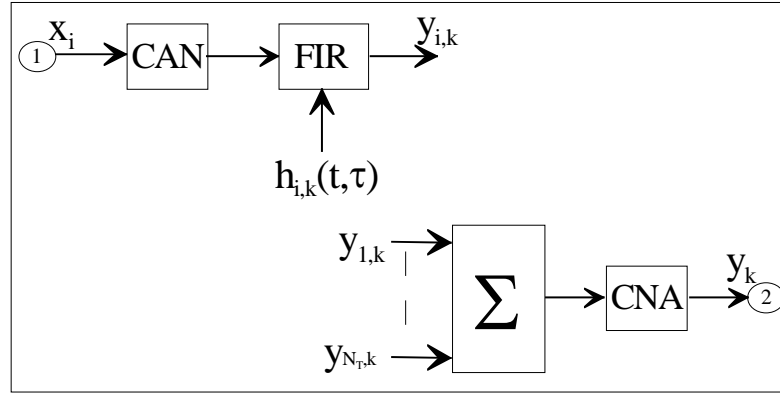 x_i y_{i,k}
1 CAN FIR
h_{i,k}(t,τ)
y_{1,k}
Σ CNA y_k 2
y_{N_T,k}